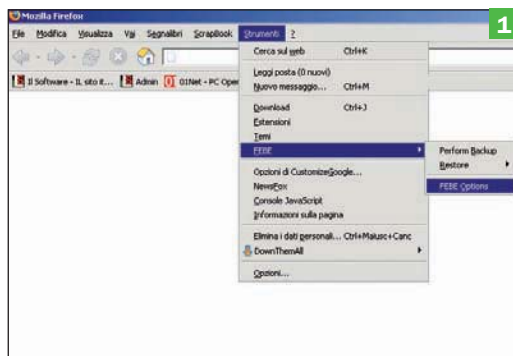 Mozilla Firefox
1
File Modifica Visualizza Vai Segnalibri ScrapBook Strumenti ?
Il Software - IL sito it... Admin 01Net - PC Open
Cerca sul web Ctrl+K
Leggi posta (0 nuovi)
Nuovo messaggio... Ctrl+M
Download Ctrl+J
Estensioni
Temi
FEBE
Opzioni di CustomizeGoogle...
NewsFox
Console JavaScript
Informazioni sulla pagina
Elimina i dati personali... Ctrl+Maiusc+Canc
DownThemAll
Opzioni...
Perform Backup
Restore
FEBE Options